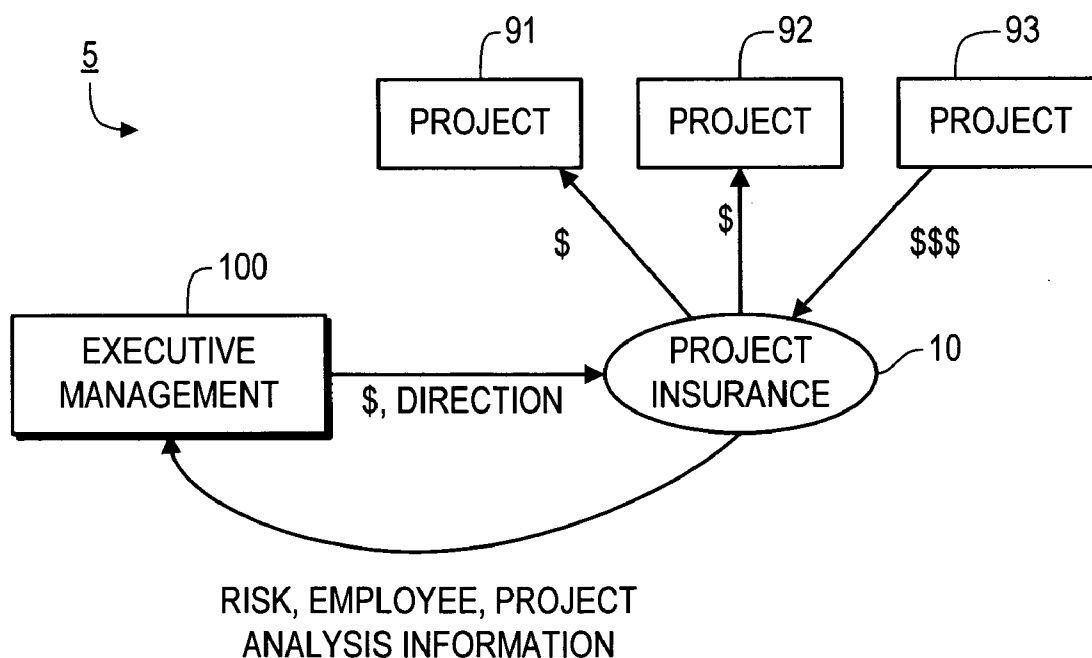 5
91
92
93
PROJECT
PROJECT
PROJECT
$
$
$$$
100
EXECUTIVE
MANAGEMENT
$, DIRECTION
PROJECT
INSURANCE
10
RISK, EMPLOYEE, PROJECT
ANALYSIS INFORMATION